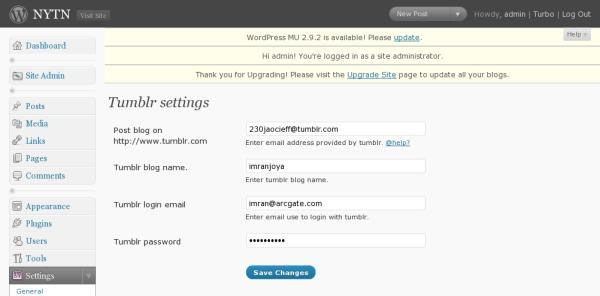 NYTN Visit Site New Post Howdy, admin | Turbo | Log Out
WordPress MU 2.9.2 is available! Please update.
Help
Hi admin! You're logged in as a site administrator.
Thank you for Upgrading! Please visit the Upgrade Site page to update all your blogs.
Dashboard
Site Admin
Posts
Media
Links
Pages
Comments
Appearance
Plugins
Users
Tools
Settings
General
Tumblr settings
Post blog on
http://www.tumblr.com
230jaocieff@tumblr.com
Enter email address provided by tumblr. @help?
Tumblr blog name.
imranjoya
Enter tumblr blog name.
Tumblr login email
imran@arcgate.com
Enter email use to login with tumblr.
Tumblr password
••••••••••
Save Changes